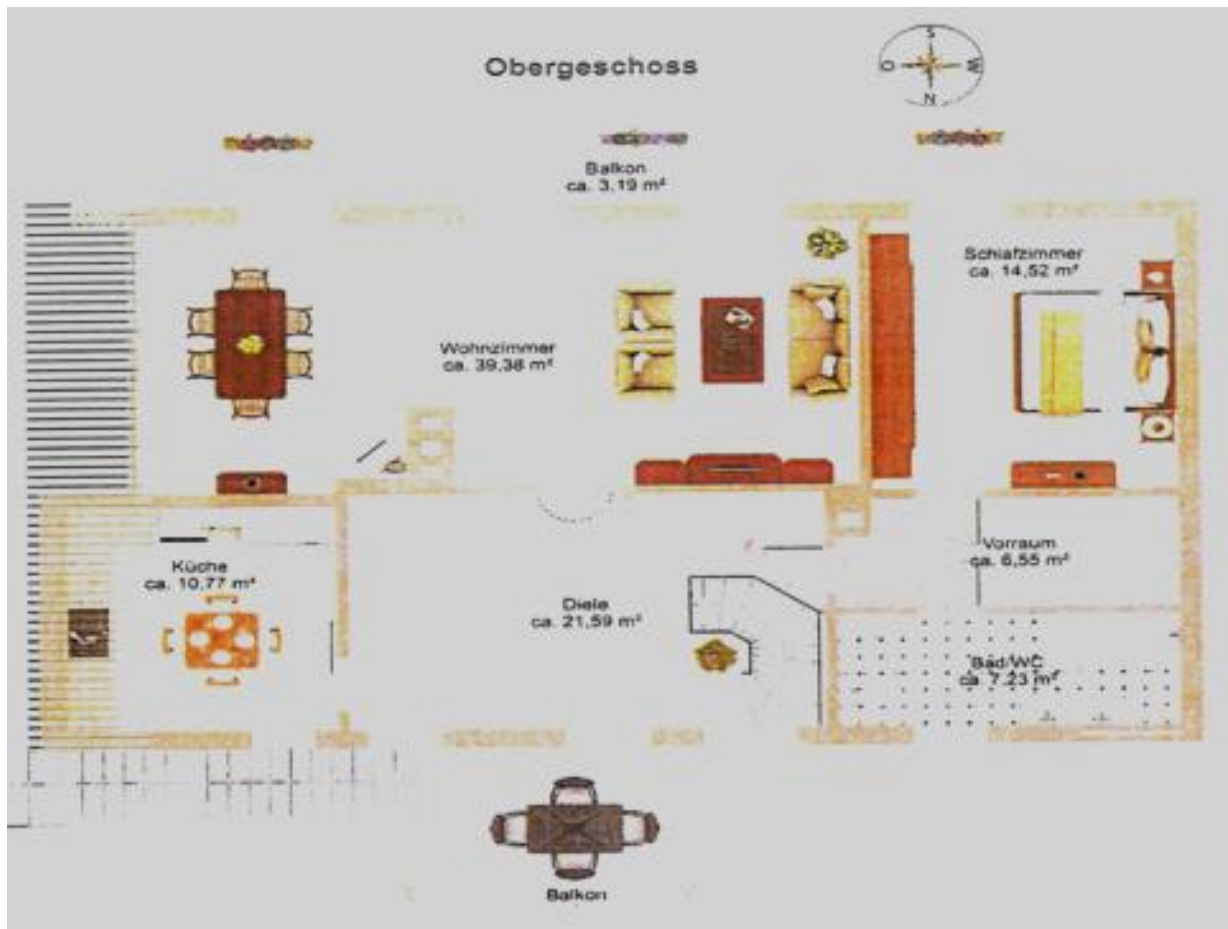 Obergeschoss
S
O
W
N
Balkon
ca. 3,19 m²
Schlafzimmer
ca. 14,52 m²
Wohnzimmer
ca. 39,38 m²
Küche
ca. 10,77 m²
Vorraum
ca. 6,55 m²
Diele
ca. 21,59 m²
Bad/WC
ca. 7.23 m²
Balkon